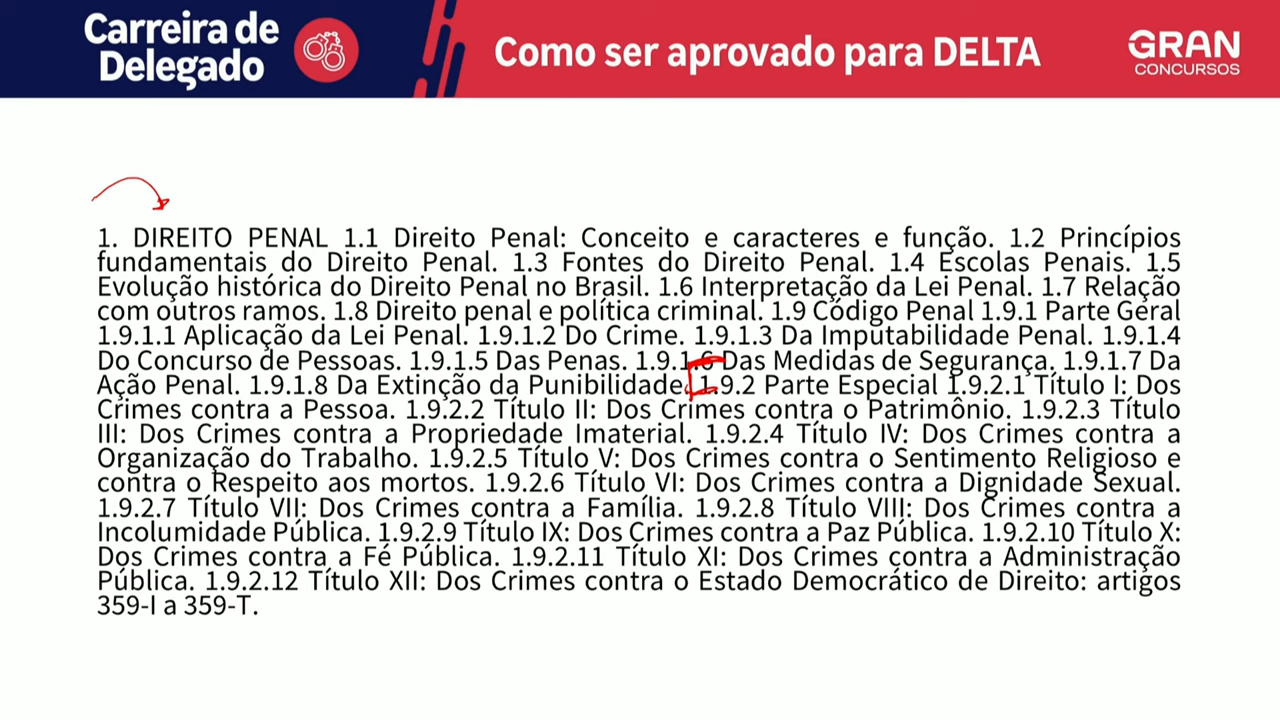 Carreira de
Delegado
Como ser aprovado para DELTA
GRAN
CONCURSOS
1. DIREITO PENAL 1.1 Direito Penal: Conceito e caracteres e função. 1.2 Princípios
fundamentais do Direito Penal. 1.3 Fontes do Direito Penal. 1.4 Escolas Penais. 1.5
Evolução histórica do Direito Penal no Brasil. 1.6 Interpretação da Lei Penal. 1.7 Relação
com outros ramos. 1.8 Direito penal e política criminal. 1.9 Código Penal 1.9.1 Parte Geral
1.9.1.1 Aplicação da Lei Penal. 1.9.1.2 Do Crime. 1.9.1.3 Da Imputabilidade Penal. 1.9.1.4
Do Concurso de Pessoas. 1.9.1.5 Das Penas. 1.9.1.6 Das Medidas de Segurança. 1.9.1.7 Da
Ação Penal. 1.9.1.8 Da Extinção da Punibilidade. 1.9.2 Parte Especial 1.9.2.1 Título I: Dos
Crimes contra a Pessoa. 1.9.2.2 Título II: Dos Crimes contra o Patrimônio. 1.9.2.3 Título
III: Dos Crimes contra a Propriedade Imaterial. 1.9.2.4 Título IV: Dos Crimes contra a
Organização do Trabalho. 1.9.2.5 Título V: Dos Crimes contra o Sentimento Religioso e
contra o Respeito aos mortos. 1.9.2.6 Título VI: Dos Crimes contra a Dignidade Sexual.
1.9.2.7 Título VII: Dos Crimes contra a Família. 1.9.2.8 Título VIII: Dos Crimes contra a
Incolumidade Pública. 1.9.2.9 Título IX: Dos Crimes contra a Paz Pública. 1.9.2.10 Título X:
Dos Crimes contra a Fé Pública. 1.9.2.11 Título XI: Dos Crimes contra a Administração
Pública. 1.9.2.12 Título XII: Dos Crimes contra o Estado Democrático de Direito: artigos
359-I a 359-T.